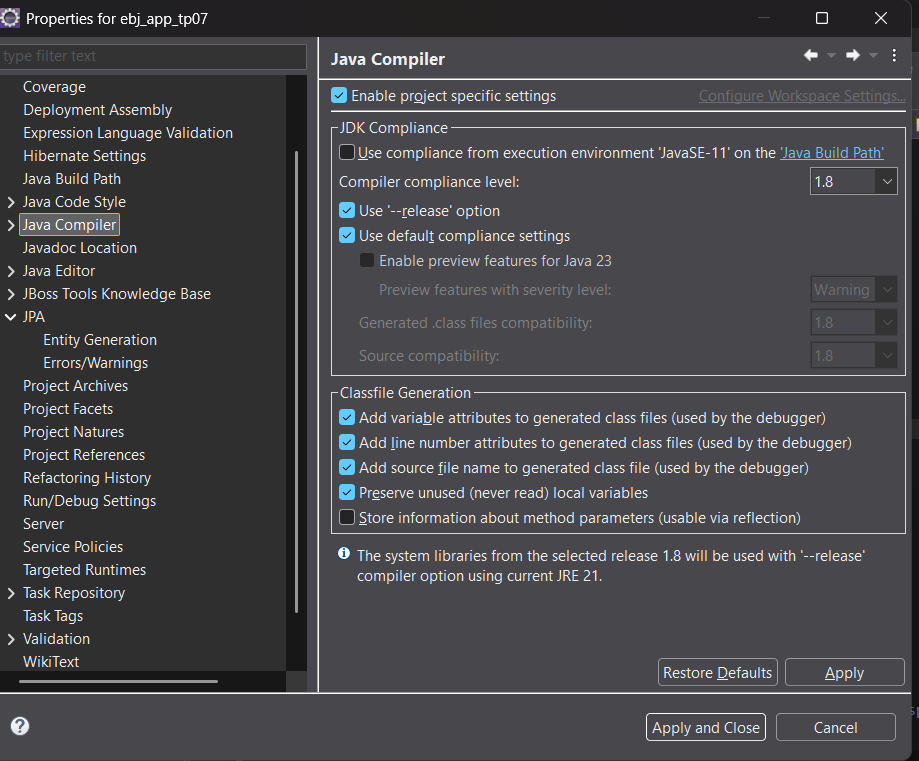 Properties for ebj_app_tp07
type filter text
Coverage
Deployment Assembly
Expression Language Validation
Hibernate Settings
Java Build Path
Java Code Style
Java Compiler
Javadoc Location
Java Editor
JBoss Tools Knowledge Base
JPA
Entity Generation
Errors/Warnings
Project Archives
Project Facets
Project Natures
Project References
Refactoring History
Run/Debug Settings
Server
Service Policies
Targeted Runtimes
Task Repository
Task Tags
Validation
WikiText
Java Compiler
Enable project specific settings
Configure Workspace Settings...
JDK Compliance
Use compliance from execution environment 'JavaSE-11' on the 'Java Build Path'
Compiler compliance level:
1.8
Use '--release' option
Use default compliance settings
Enable preview features for Java 23
Preview features with severity level:
Warning
Generated .class files compatibility:
1.8
Source compatibility:
1.8
Classfile Generation
Add variable attributes to generated class files (used by the debugger)
Add line number attributes to generated class files (used by the debugger)
Add source file name to generated class file (used by the debugger)
Preserve unused (never read) local variables
Store information about method parameters (usable via reflection)
The system libraries from the selected release 1.8 will be used with '--release'
compiler option using current JRE 21.
Restore Defaults
Apply
Apply and Close
Cancel